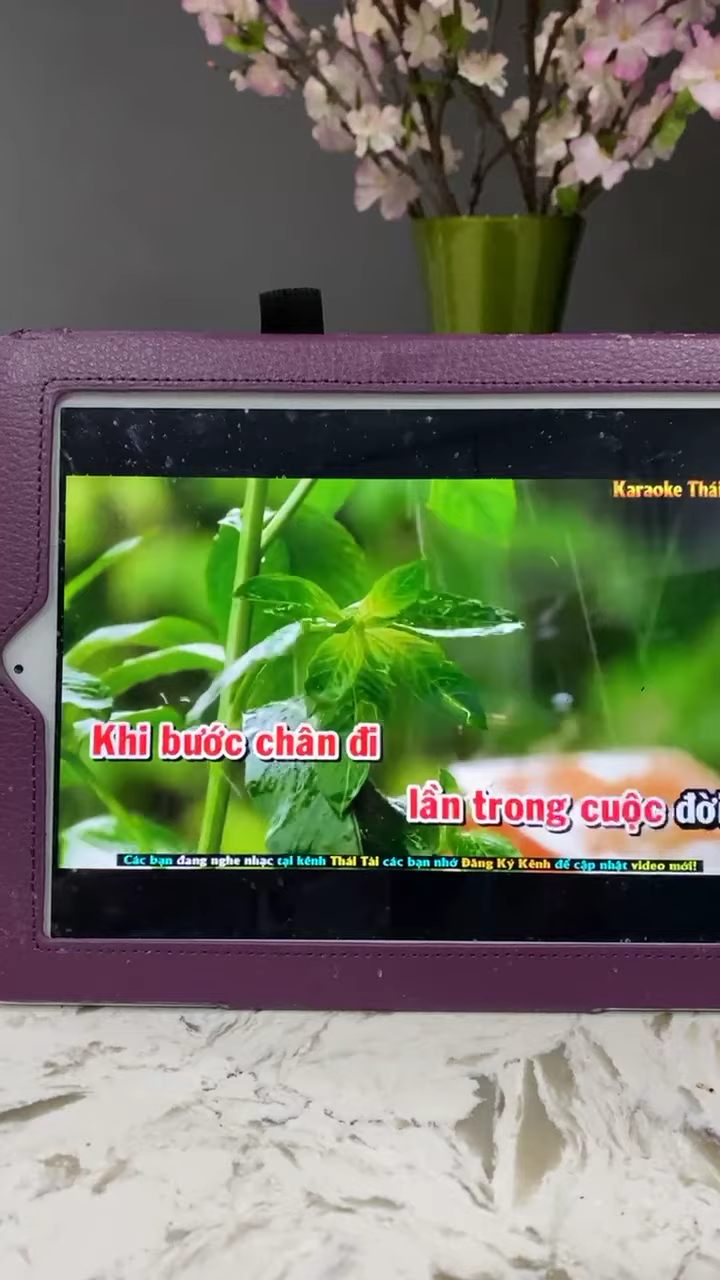 Karaoke Thái
Khi bước chân đi
lần trong cuộc đời
Các bạn đang nghe nhạc tại kênh Thái Tài các bạn nhớ Đăng Ký Kênh để cập nhật video mới!